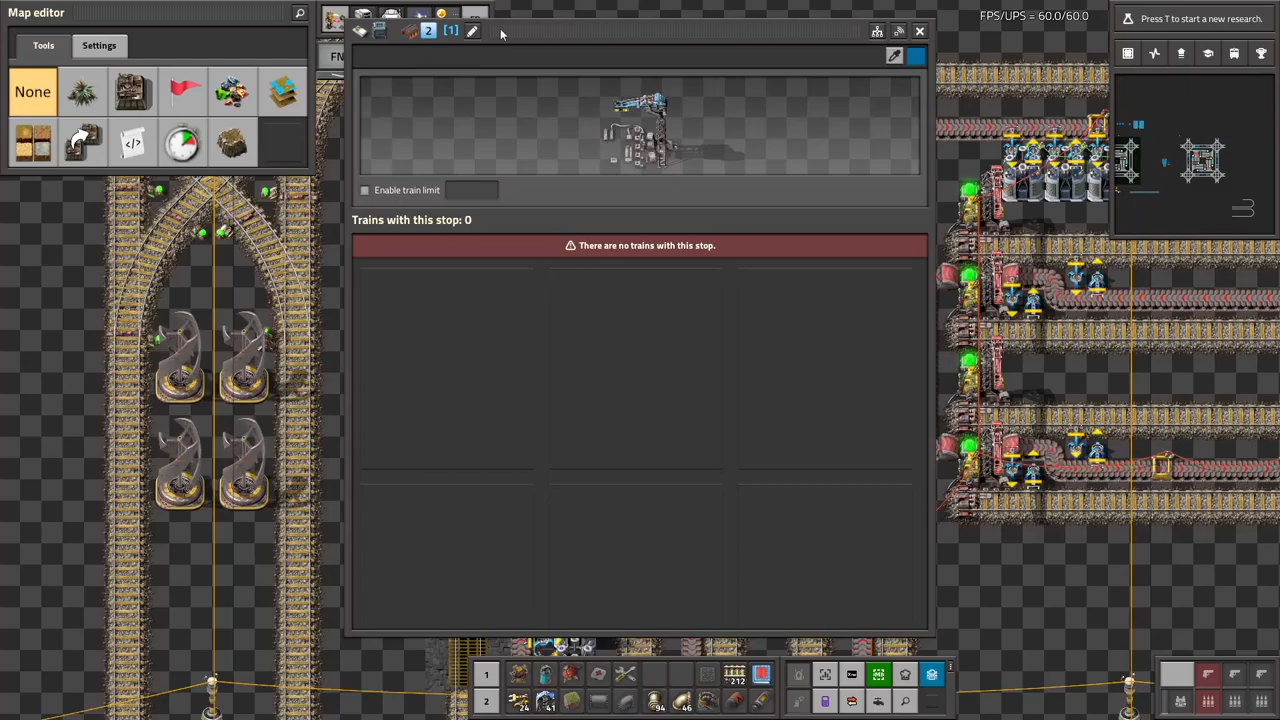 Map editor
Tools Settings
None
FN
2 [1]
Enable train limit
Trains with this stop: 0
There are no trains with this stop.
FPS/UPS = 60.0/60.0
Press T to start a new research.
1
212
2
24 41 94 46